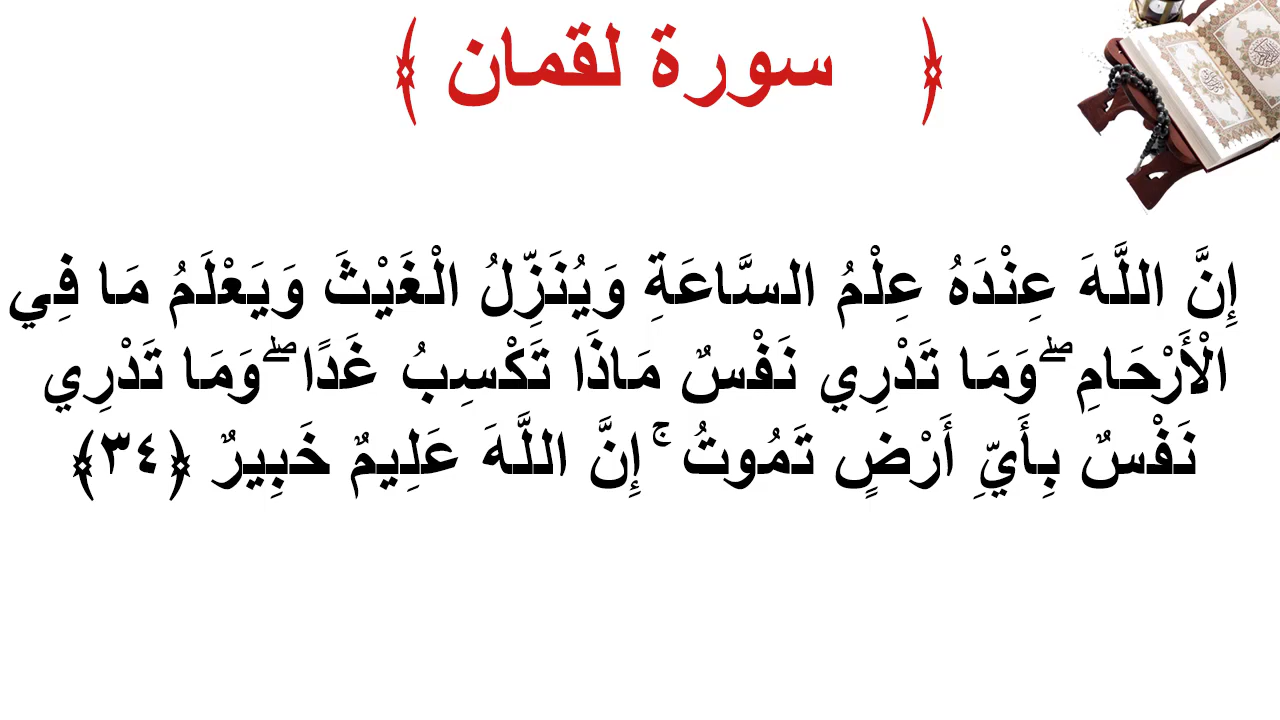 ﴿ سورة لقمان ﴾
إِنَّ اللَّهَ عِنْدَهُ عِلْمُ السَّاعَةِ وَيُنَزِّلُ الْغَيْثَ وَيَعْلَمُ مَا فِي
الْأَرْحَامِ ۖ وَمَا تَدْرِي نَفْسٌ مَاذَا تَكْسِبُ غَدًا ۖ وَمَا تَدْرِي
نَفْسٌ بِأَيِّ أَرْضٍ تَمُوتُ ۚ إِنَّ اللَّهَ عَلِيمٌ خَبِيرٌ ﴿٣٤﴾